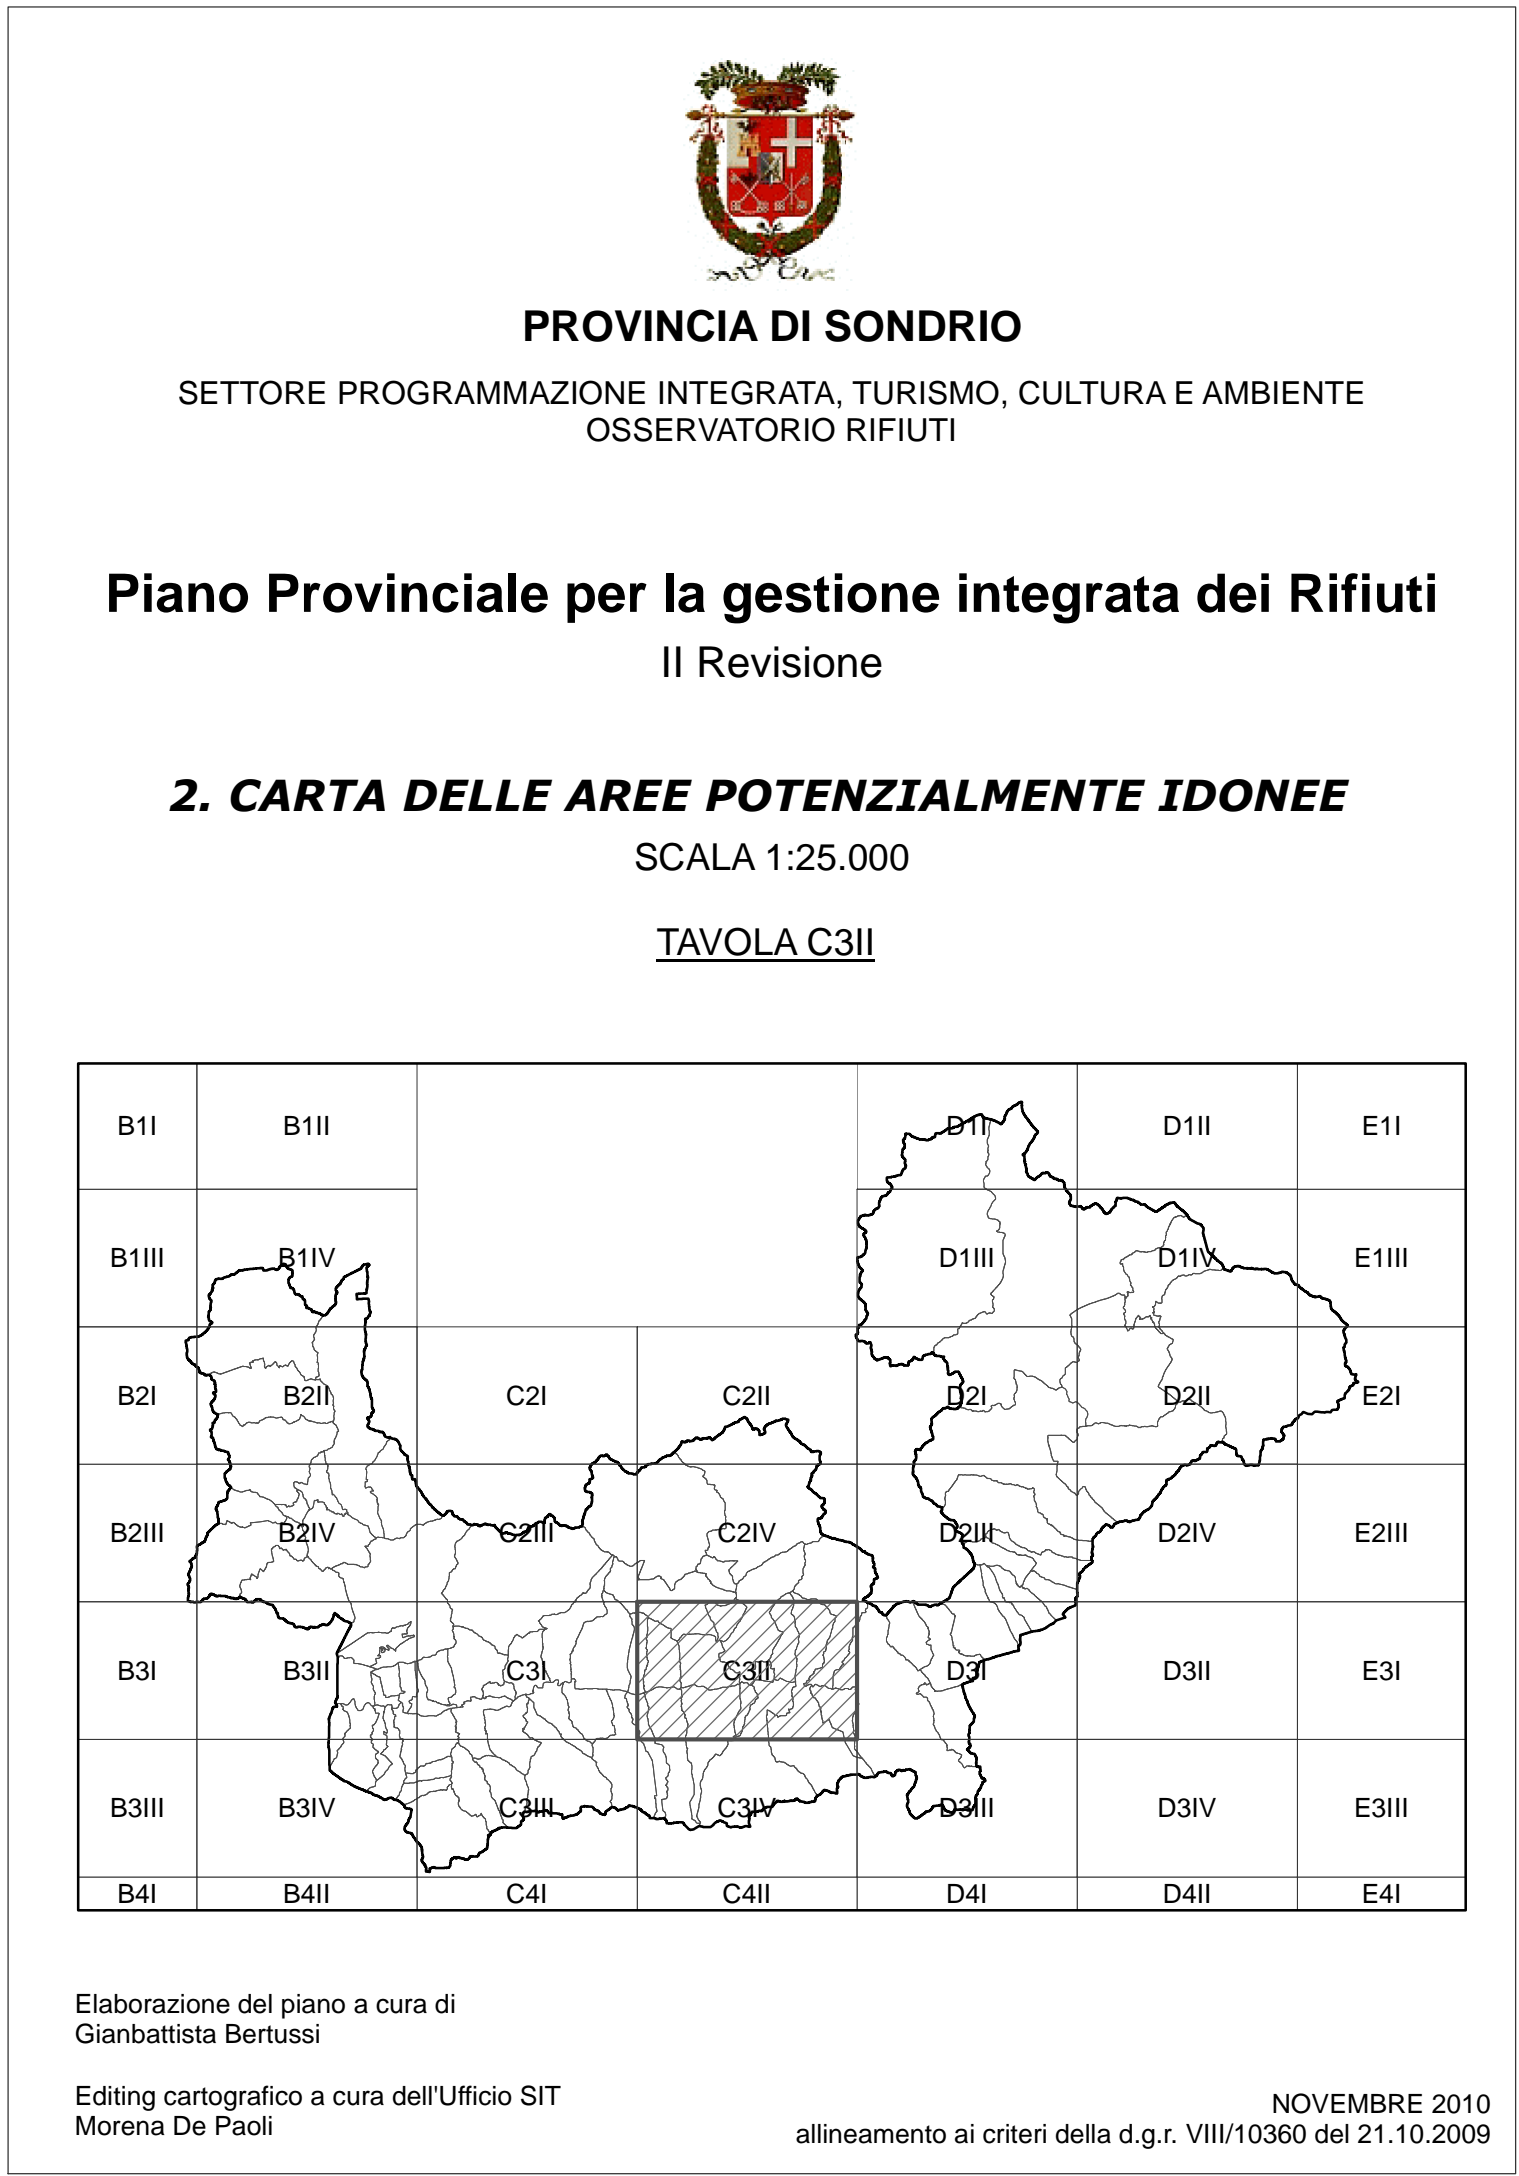 PROVINCIA DI SONDRIO
SETTORE PROGRAMMAZIONE INTEGRATA, TURISMO, CULTURA E AMBIENTE
OSSERVATORIO RIFIUTI
Piano Provinciale per la gestione integrata dei Rifiuti
II Revisione
2. CARTA DELLE AREE POTENZIALMENTE IDONEE
SCALA 1:25.000
TAVOLA C3II
B1I B1II D1I D1II E1I
B1III B1IV D1III D1IV E1III
B2I B2II C2I C2II D2I D2II E2I
B2III B2IV C2III C2IV D2III D2IV E2III
B3I B3II C3I C3II D3I D3II E3I
B3III B3IV C3III C3IV D3III D3IV E3III
B4I B4II C4I C4II D4I D4II E4I
Elaborazione del piano a cura di
Gianbattista Bertussi
Editing cartografico a cura dell'Ufficio SIT
Morena De Paoli
NOVEMBRE 2010
allineamento ai criteri della d.g.r. VIII/10360 del 21.10.2009